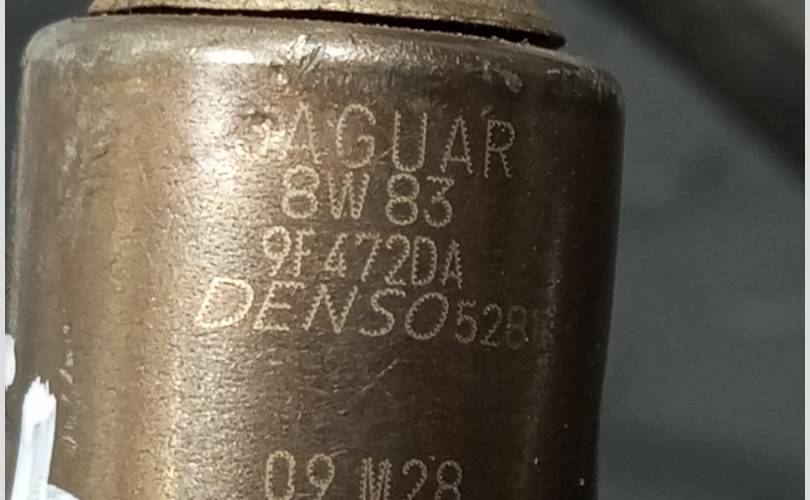 JAGUAR
8W83
9F472DA
DENSO
09 M28